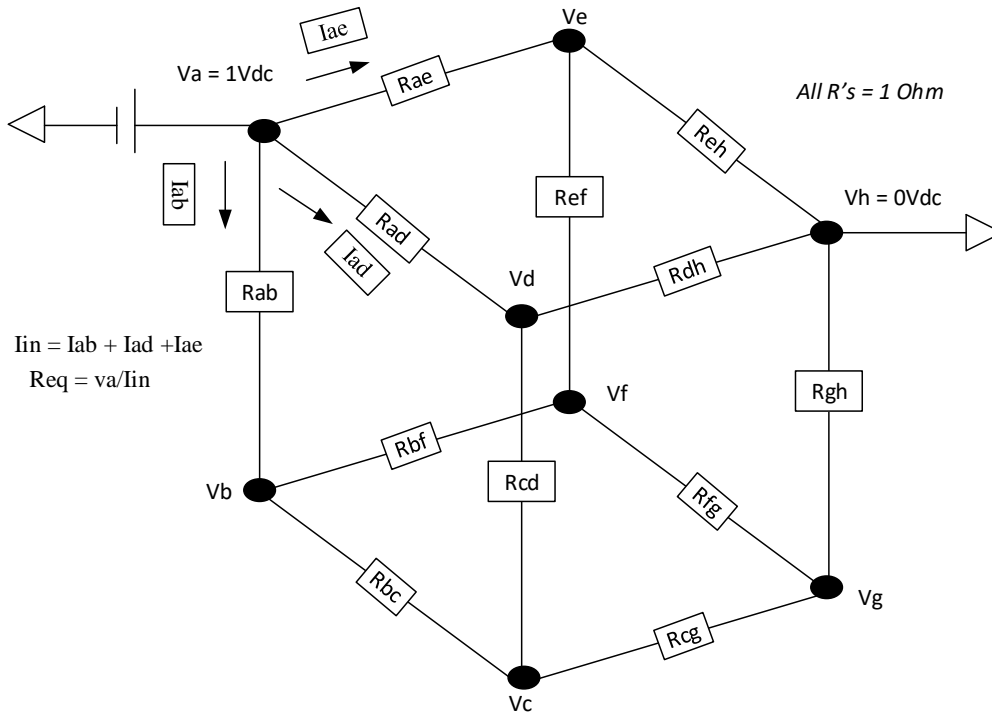 Iae
Ve
Va = 1Vdc
Rae
All R's = 1 Ohm
Reh
Iab
Ref
Vh = 0Vdc
Rad
Iad
Rdh
Vd
Rab
Iin = Iab + Iad +Iae
Req = va/Iin
Rgh
Vf
Rbf
Rcd
Vb
Rfg
Rbc
Vg
Rcg
Vc